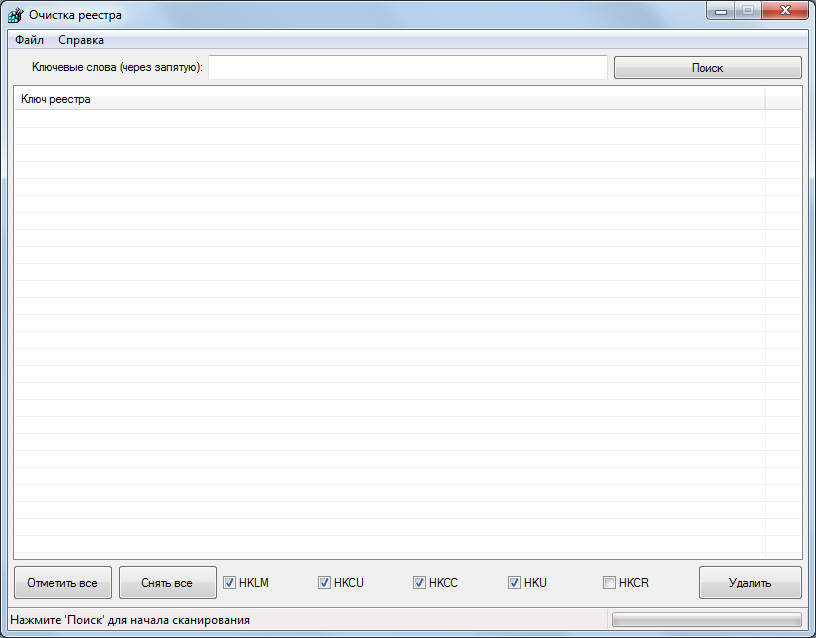 Очистка реестра
Файл Справка
Ключевые слова (через запятую): Поиск
Ключ реестра
Отметить все Снять все HKLM HKCU HKCC HKU HKCR Удалить
Нажмите 'Поиск' для начала сканирования